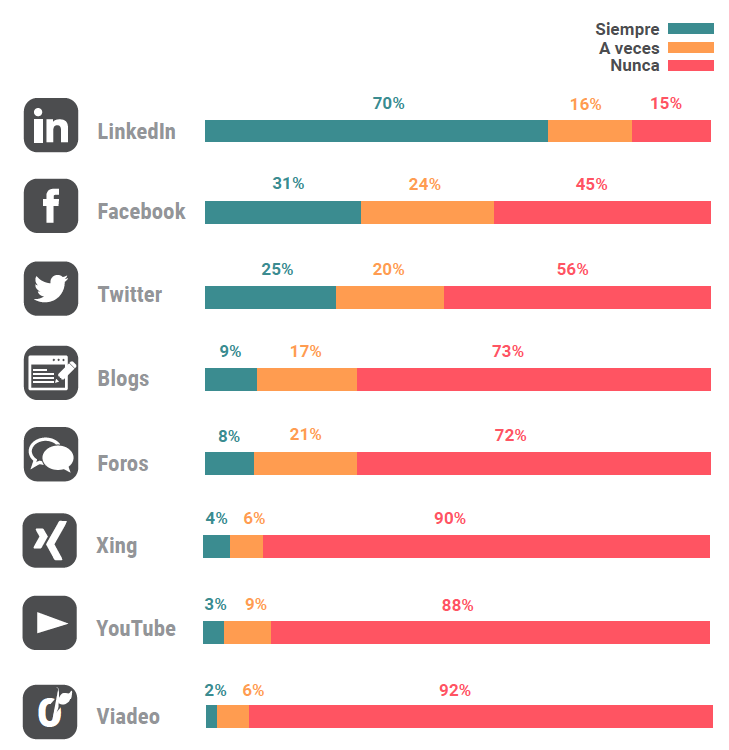 Siempre
A veces
Nunca
70% 16% 15%
in LinkedIn
31% 24% 45%
f Facebook
25% 20% 56%
Twitter
9% 17% 73%
Blogs
8% 21% 72%
Foros
4% 6% 90%
Xing
3% 9% 88%
YouTube
2% 6% 92%
Viadeo